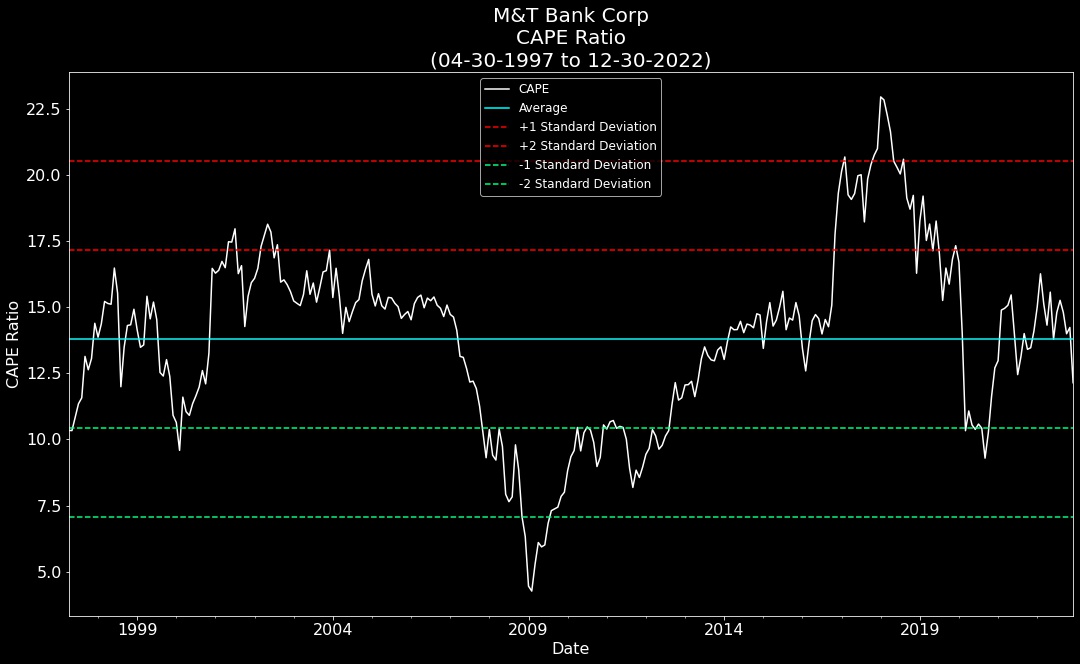 M&T Bank Corp
CAPE Ratio
(04-30-1997 to 12-30-2022)
CAPE
Average
+1 Standard Deviation
+2 Standard Deviation
-1 Standard Deviation
-2 Standard Deviation
CAPE Ratio
22.5
20.0
17.5
15.0
12.5
10.0
7.5
5.0
1999
2004
2009
2014
2019
Date